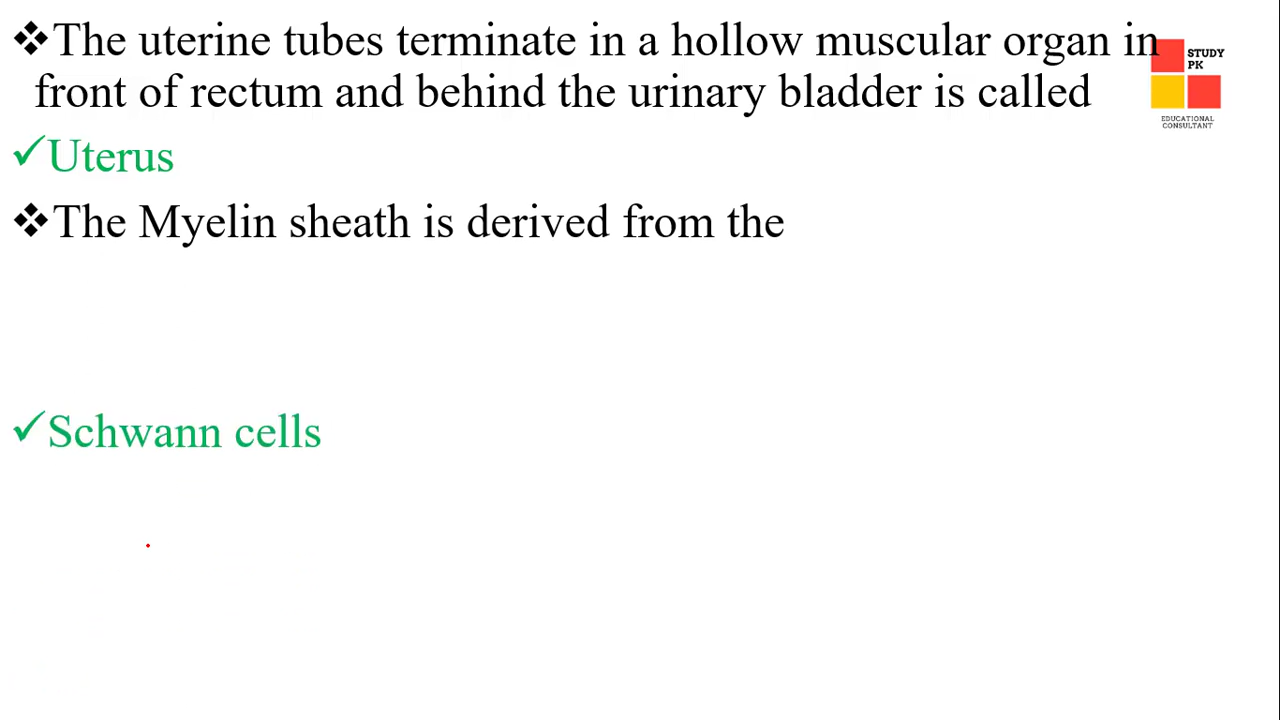 ❖The uterine tubes terminate in a hollow muscular organ in
front of rectum and behind the urinary bladder is called
STUDY
PK
EDUCATIONAL
CONSULTANT
✓Uterus
❖The Myelin sheath is derived from the
✓Schwann cells